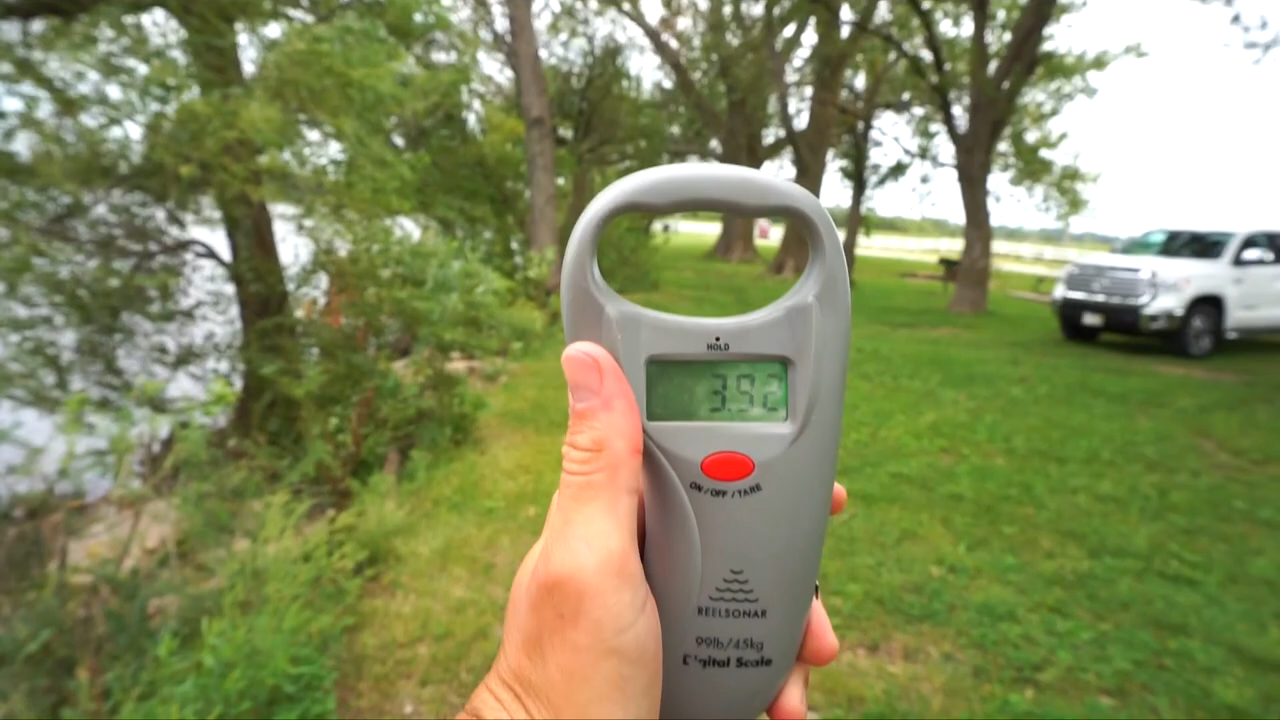 HOLD
3.92
ON / OFF / TARE
REELSONAR
99lb/45kg
Digital Scale